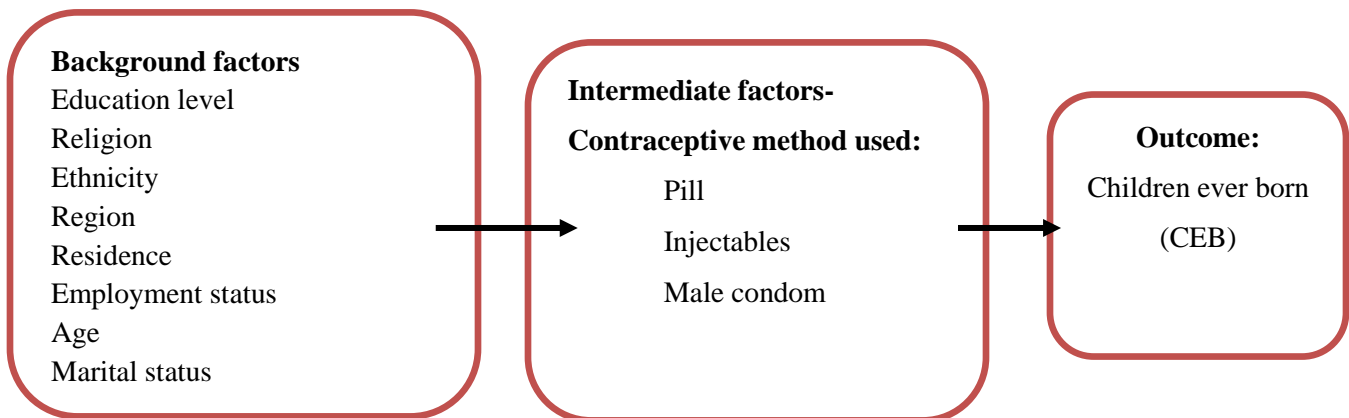 Background factors
Education level
Religion
Ethnicity
Region
Residence
Employment status
Age
Marital status
Intermediate factors-
Contraceptive method used:
Pill
Injectables
Male condom
Outcome:
Children ever born
(CEB)